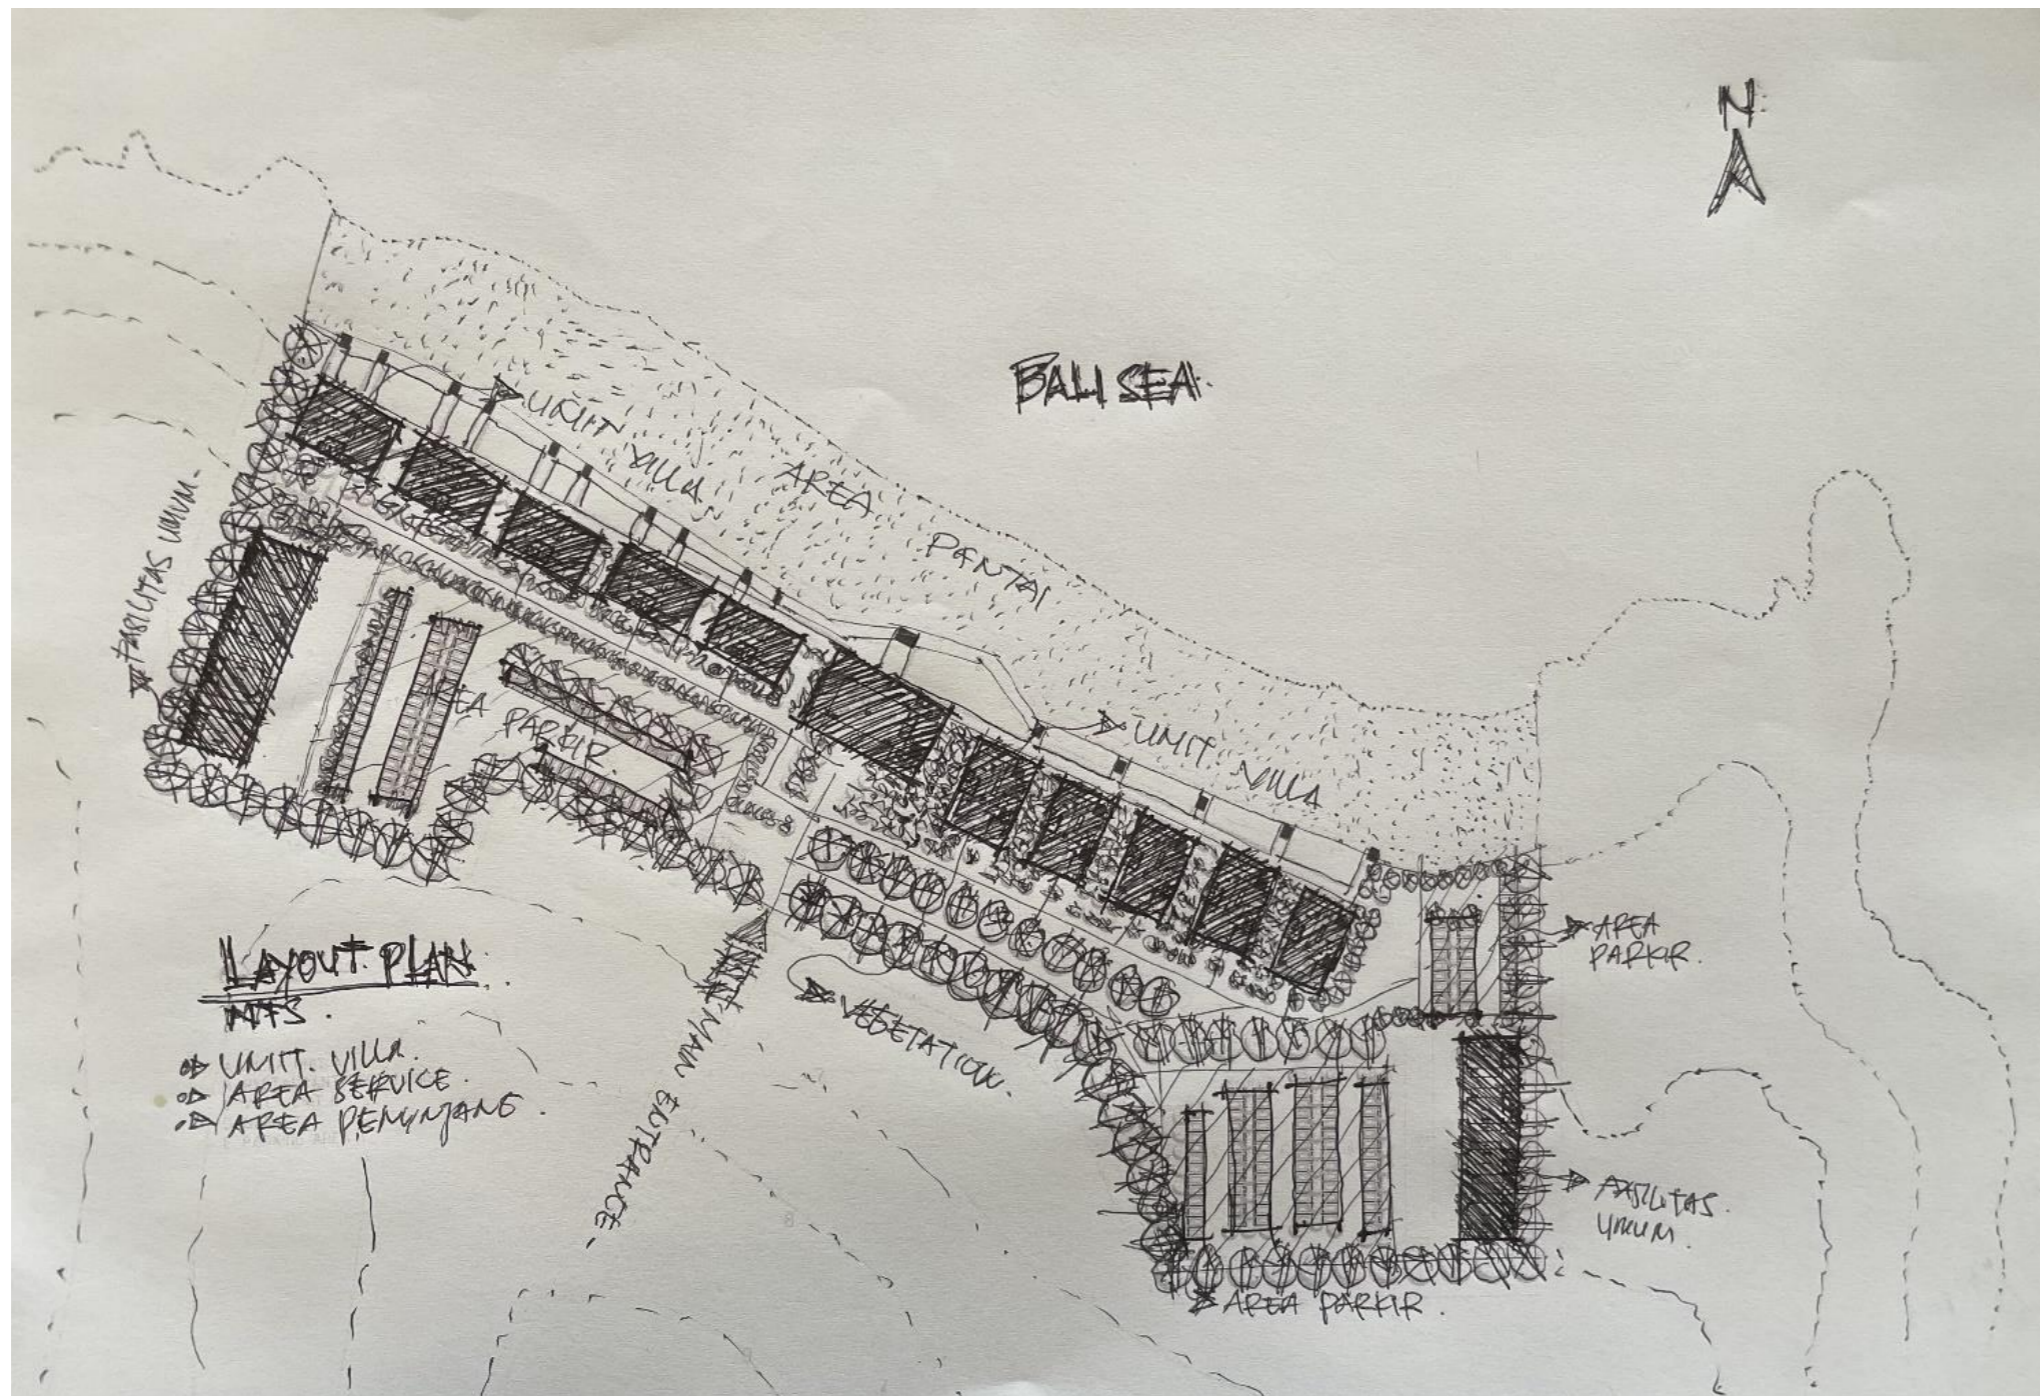 N
BALI SEA.
UNIT
VILLA
AREA
PANTAI
FASILITAS UMUM.
PARKIR.
UNIT
VILLA
AREA
PARKIR.
LAYOUT PLAN.
NTS.
UNIT. VILLA.
AREA SERVICE.
AREA PENUNJANG.
MAIN ENTRANCE.
VEGETATION.
FASILITAS.
UMUM.
AREA PARKIR.